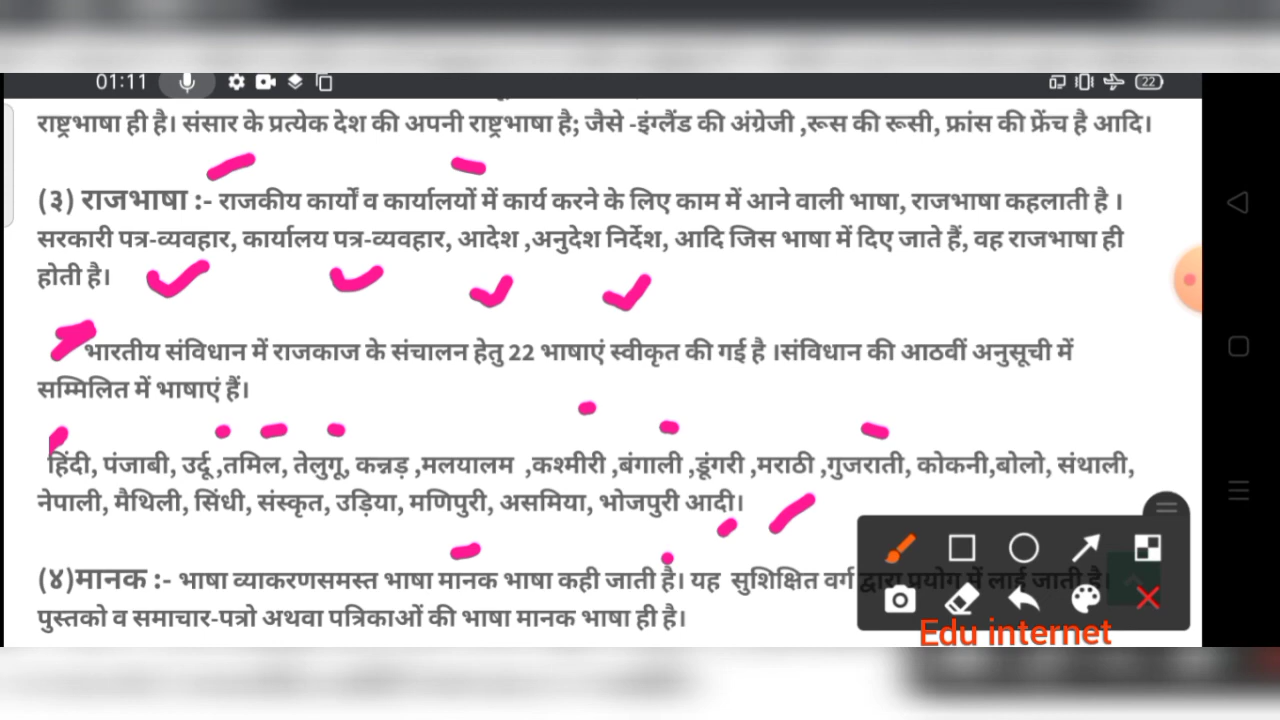 01:11
22
राष्ट्रभाषा ही है। संसार के प्रत्येक देश की अपनी राष्ट्रभाषा है; जैसे -इंग्लैंड की अंग्रेजी ,रूस की रूसी, फ्रांस की फ्रेंच है आदि।
(३) राजभाषा :- राजकीय कार्यों व कार्यालयों में कार्य करने के लिए काम में आने वाली भाषा, राजभाषा कहलाती है ।
सरकारी पत्र-व्यवहार, कार्यालय पत्र-व्यवहार, आदेश ,अनुदेश निर्देश, आदि जिस भाषा में दिए जाते हैं, वह राजभाषा ही
होती है।
भारतीय संविधान में राजकाज के संचालन हेतु 22 भाषाएं स्वीकृत की गई है ।संविधान की आठवीं अनुसूची में
सम्मिलित में भाषाएं हैं।
हिंदी, पंजाबी, उर्दू ,तमिल, तेलुगू, कन्नड़ ,मलयालम ,कश्मीरी ,बंगाली ,डूंगरी ,मराठी ,गुजराती, कोकनी,बोलो, संथाली,
नेपाली, मैथिली, सिंधी, संस्कृत, उड़िया, मणिपुरी, असमिया, भोजपुरी आदी।
(४)मानक :- भाषा व्याकरणसमस्त भाषा मानक भाषा कही जाती है। यह सुशिक्षित वर्ग द्वारा प्रयोग में लाई जाती है।
पुस्तको व समाचार-पत्रो अथवा पत्रिकाओं की भाषा मानक भाषा ही है।
Edu internet